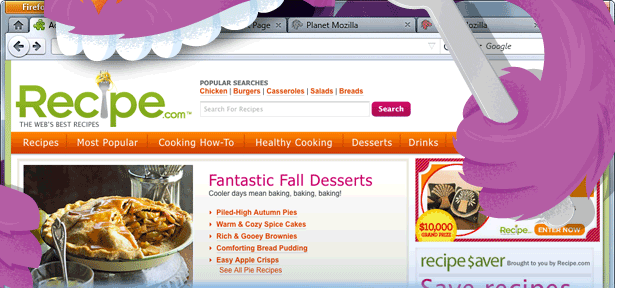 Firefo
A
Page
Planet Mozilla
ozilla
Google
Recipe.com™
THE WEB'S BEST RECIPES
POPULAR SEARCHES
Chicken | Burgers | Casseroles | Salads | Breads
Search For Recipes
Search
Recipes Most Popular Cooking How-To Healthy Cooking Desserts Drinks
Fantastic Fall Desserts
Cooler days mean baking, baking, baking!
Piled-High Autumn Pies
Warm & Cozy Spice Cakes
Rich & Gooey Brownies
Comforting Bread Pudding
Easy Apple Crisps
See All Pie Recipes
$10,000
GRAND PRIZE
Recipe
ENTER NOW
recipe$aver Brought to you by Recipe.com
Save recipes